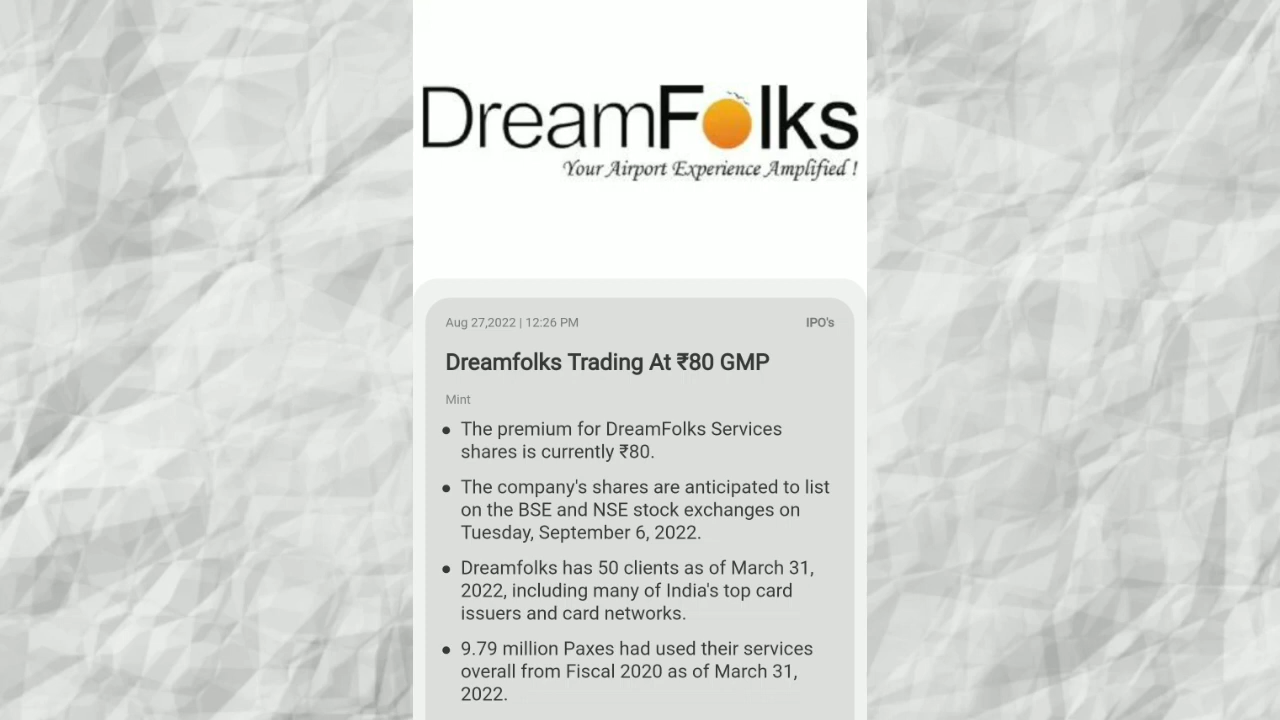 DreamFolks
Your Airport Experience Amplified !
Aug 27,2022 | 12:26 PM IPO's
Dreamfolks Trading At ₹80 GMP
Mint
• The premium for DreamFolks Services
shares is currently ₹80.
• The company's shares are anticipated to list
on the BSE and NSE stock exchanges on
Tuesday, September 6, 2022.
• Dreamfolks has 50 clients as of March 31,
2022, including many of India's top card
issuers and card networks.
• 9.79 million Paxes had used their services
overall from Fiscal 2020 as of March 31,
2022.